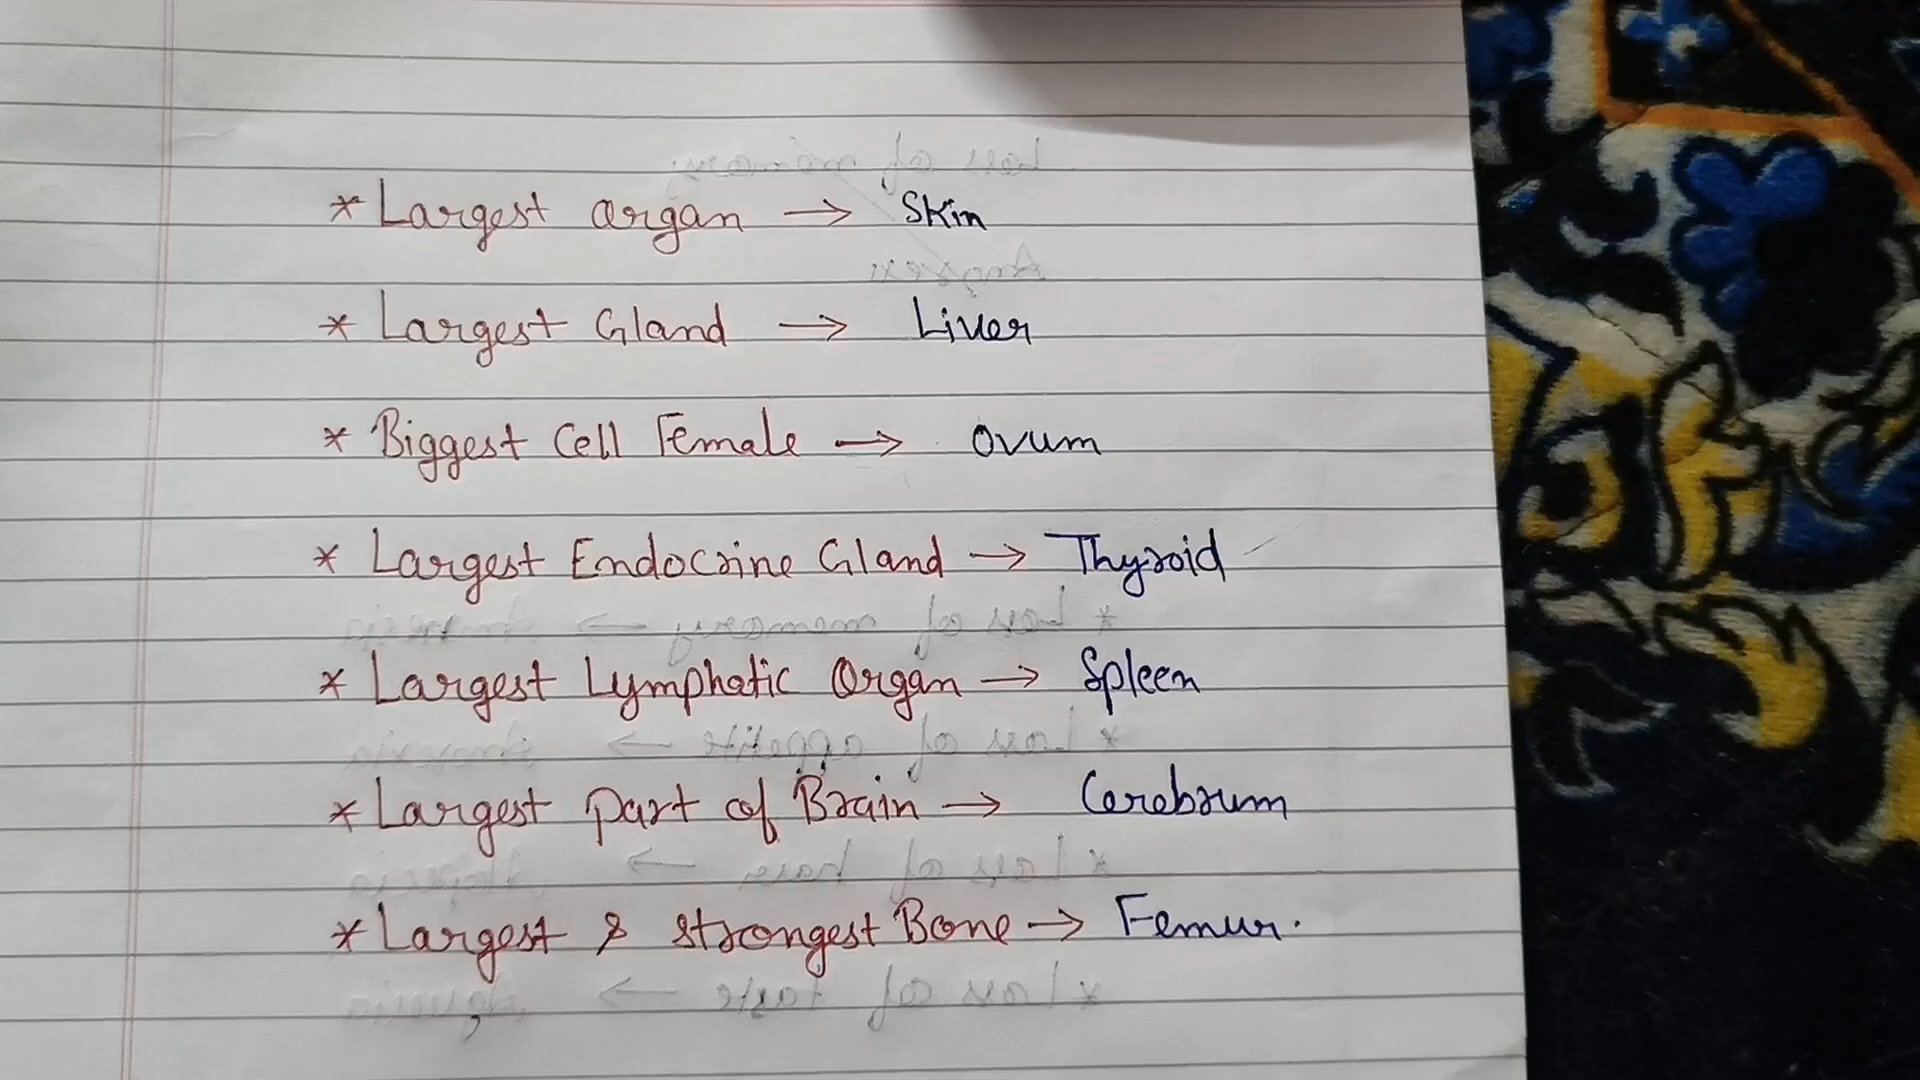 * Largest organ → Skin
* Largest Gland → Liver
* Biggest Cell Female → Ovum
* Largest Endocrine Gland → Thyroid
* Largest Lymphatic Organ → Spleen
* Largest part of Brain → Cerebrum
* Largest & strongest Bone → Femur.